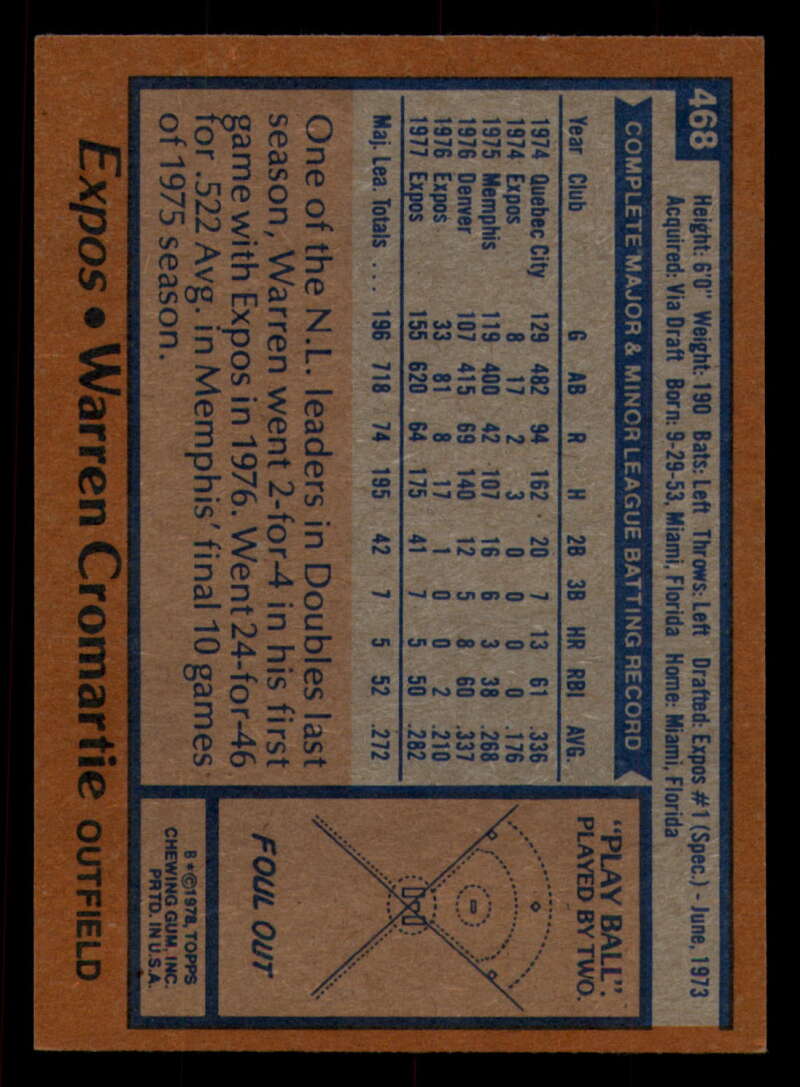 468
Height: 6'0" Weight: 190 Bats: Left Throws: Left Drafted: Expos #1 (Spec.) - June, 1973
Acquired: Via Draft Born: 9-29-53, Miami, Florida Home: Miami, Florida
COMPLETE MAJOR & MINOR LEAGUE BATTING RECORD
Year Club G AB R H 2B 3B HR RBI AVG.
1974 Quebec City 129 482 94 162 20 7 13 61 .336
1974 Expos 8 17 2 3 0 0 0 0 .176
1975 Memphis 119 400 42 107 16 6 3 38 .268
1976 Denver 107 415 69 140 12 5 8 60 .337
1976 Expos 33 81 8 17 1 0 0 2 .210
1977 Expos 155 620 64 175 41 7 5 50 .282
Maj. Lea. Totals ... 196 718 74 195 42 7 5 52 .272
One of the N.L. leaders in Doubles last
season, Warren went 2-for-4 in his first
game with Expos in 1976. Went 24-for-46
for .522 Avg. in Memphis' final 10 games
of 1975 season.
"PLAY BALL"
PLAYED BY TWO.
FOUL OUT
B*©1978, TOPPS
CHEWING GUM, INC.
PRTD. IN U.S.A.
Expos • Warren Cromartie OUTFIELD